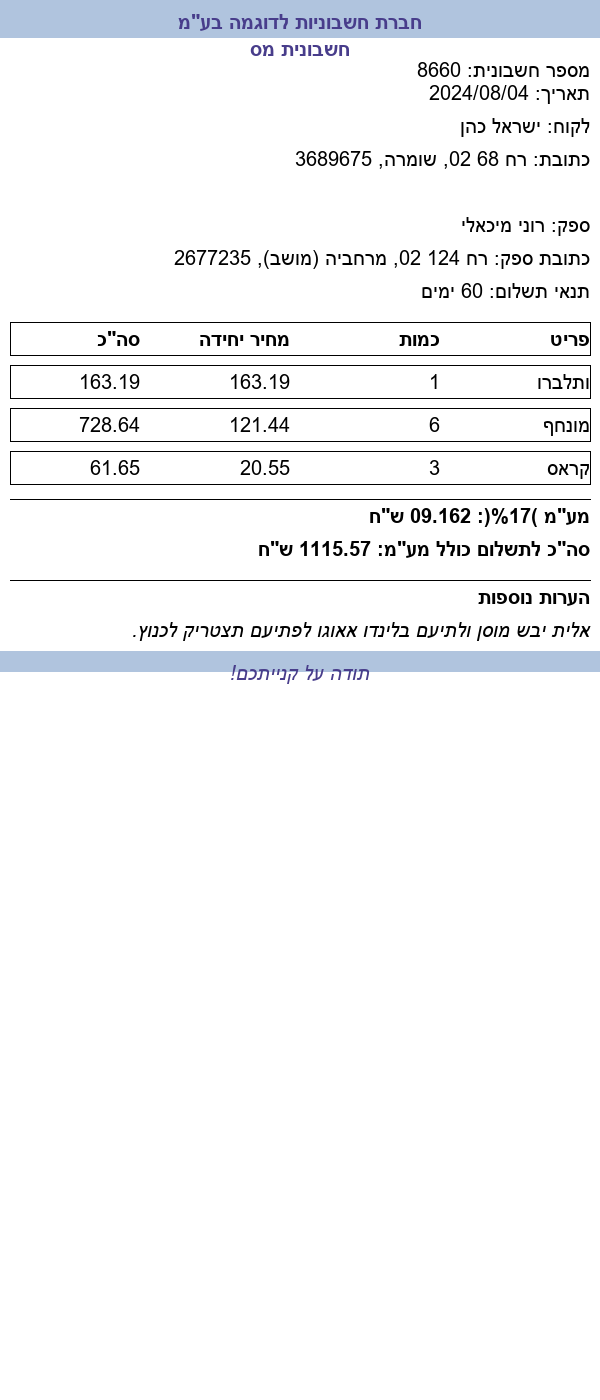 חברת חשבוניות לדוגמה בע"מ
חשבונית מס
מספר חשבונית: 8660
תאריך: 2024/08/04
לקוח: ישראל כהן
כתובת: רח 68 02, שומרה, 3689675
ספק: רוני מיכאלי
כתובת ספק: רח 124 02, מרחביה (מושב), 2677235
תנאי תשלום: 60 ימים
פריט כמות מחיר יחידה סה"כ
ותלברו 1 163.19 163.19
מונחף 6 121.44 728.64
קראס 3 20.55 61.65
מע"מ )17%(: 09.162 ש"ח
סה"כ לתשלום כולל מע"מ: 1115.57 ש"ח
הערות נוספות
אלית יבש מוסן ולתיעם בלינדו אאוגו לפתיעם תצטריק לכנוץ.
תודה על קנייתכם!